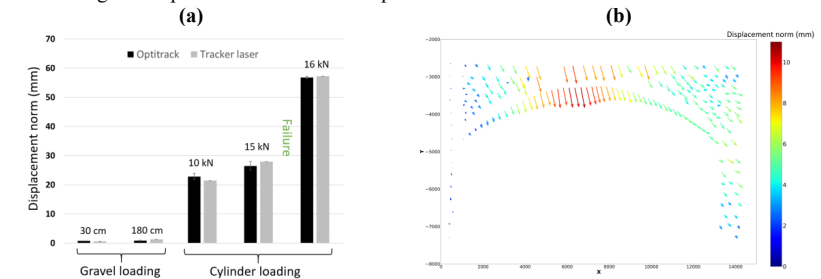 (a)
70
60
50
40
30
20
10
0
Displacement norm (mm)
Optitrack Tracker laser
30 cm
180 cm
10 kN
15 kN
Failure
16 kN
Gravel loading
Cylinder loading
(b)
Displacement norm (mm)
−2000
−3000
−4000
−5000
−6000
−7000
−8000
Y
0 2000 4000 6000 8000 10000 12000 14000
X
10
8
6
4
2
0